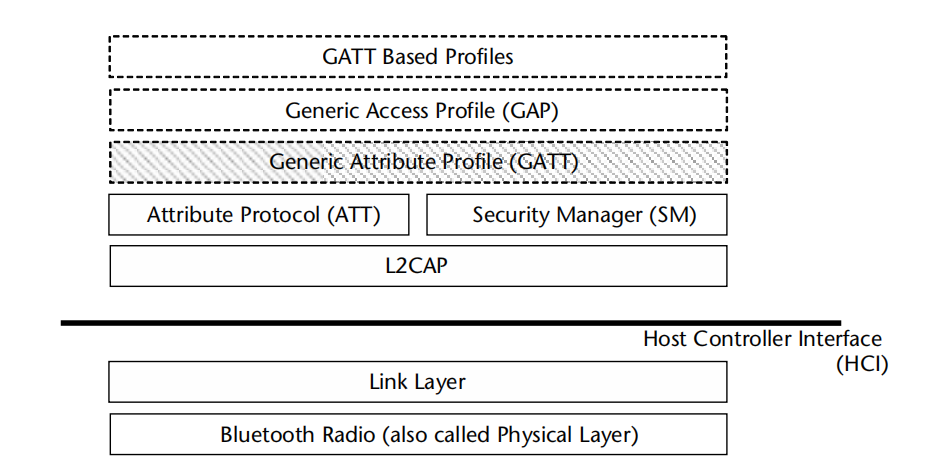 GATT Based Profiles
Generic Access Profile (GAP)
Generic Attribute Profile (GATT)
Attribute Protocol (ATT)
Security Manager (SM)
L2CAP
Host Controller Interface
(HCI)
Link Layer
Bluetooth Radio (also called Physical Layer)